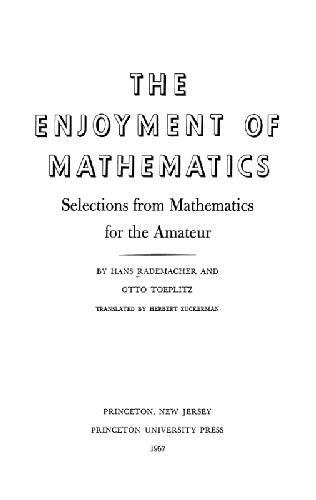 THE
ENJOYMENT OF
MATHEMATICS
Selections from Mathematics
for the Amateur
BY HANS RADEMACHER AND
OTTO TOEPLITZ
TRANSLATED BY HERBERT ZUCKERMAN
PRINCETON, NEW JERSEY
PRINCETON UNIVERSITY PRESS
1957